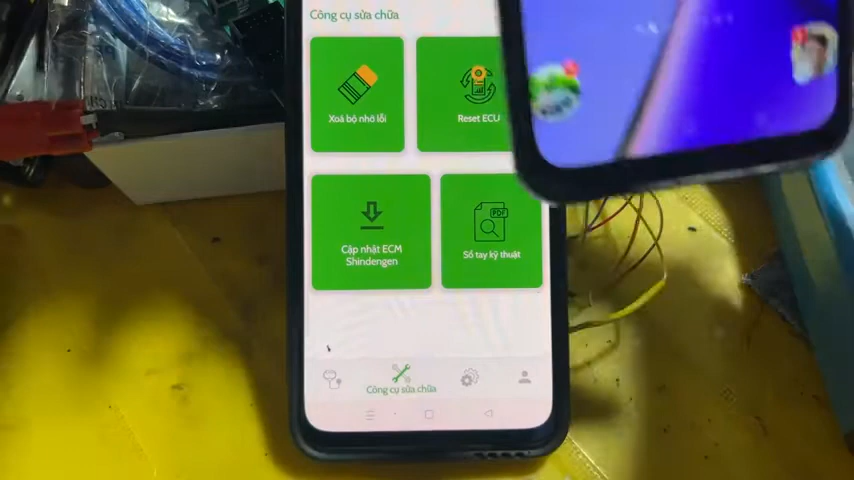 Công cụ sửa chữa
Xoá bộ nhớ lỗi
Reset ECU
Cập nhật ECM
Shindengen
PDF
Sổ tay kỹ thuật
Công cụ sửa chữa